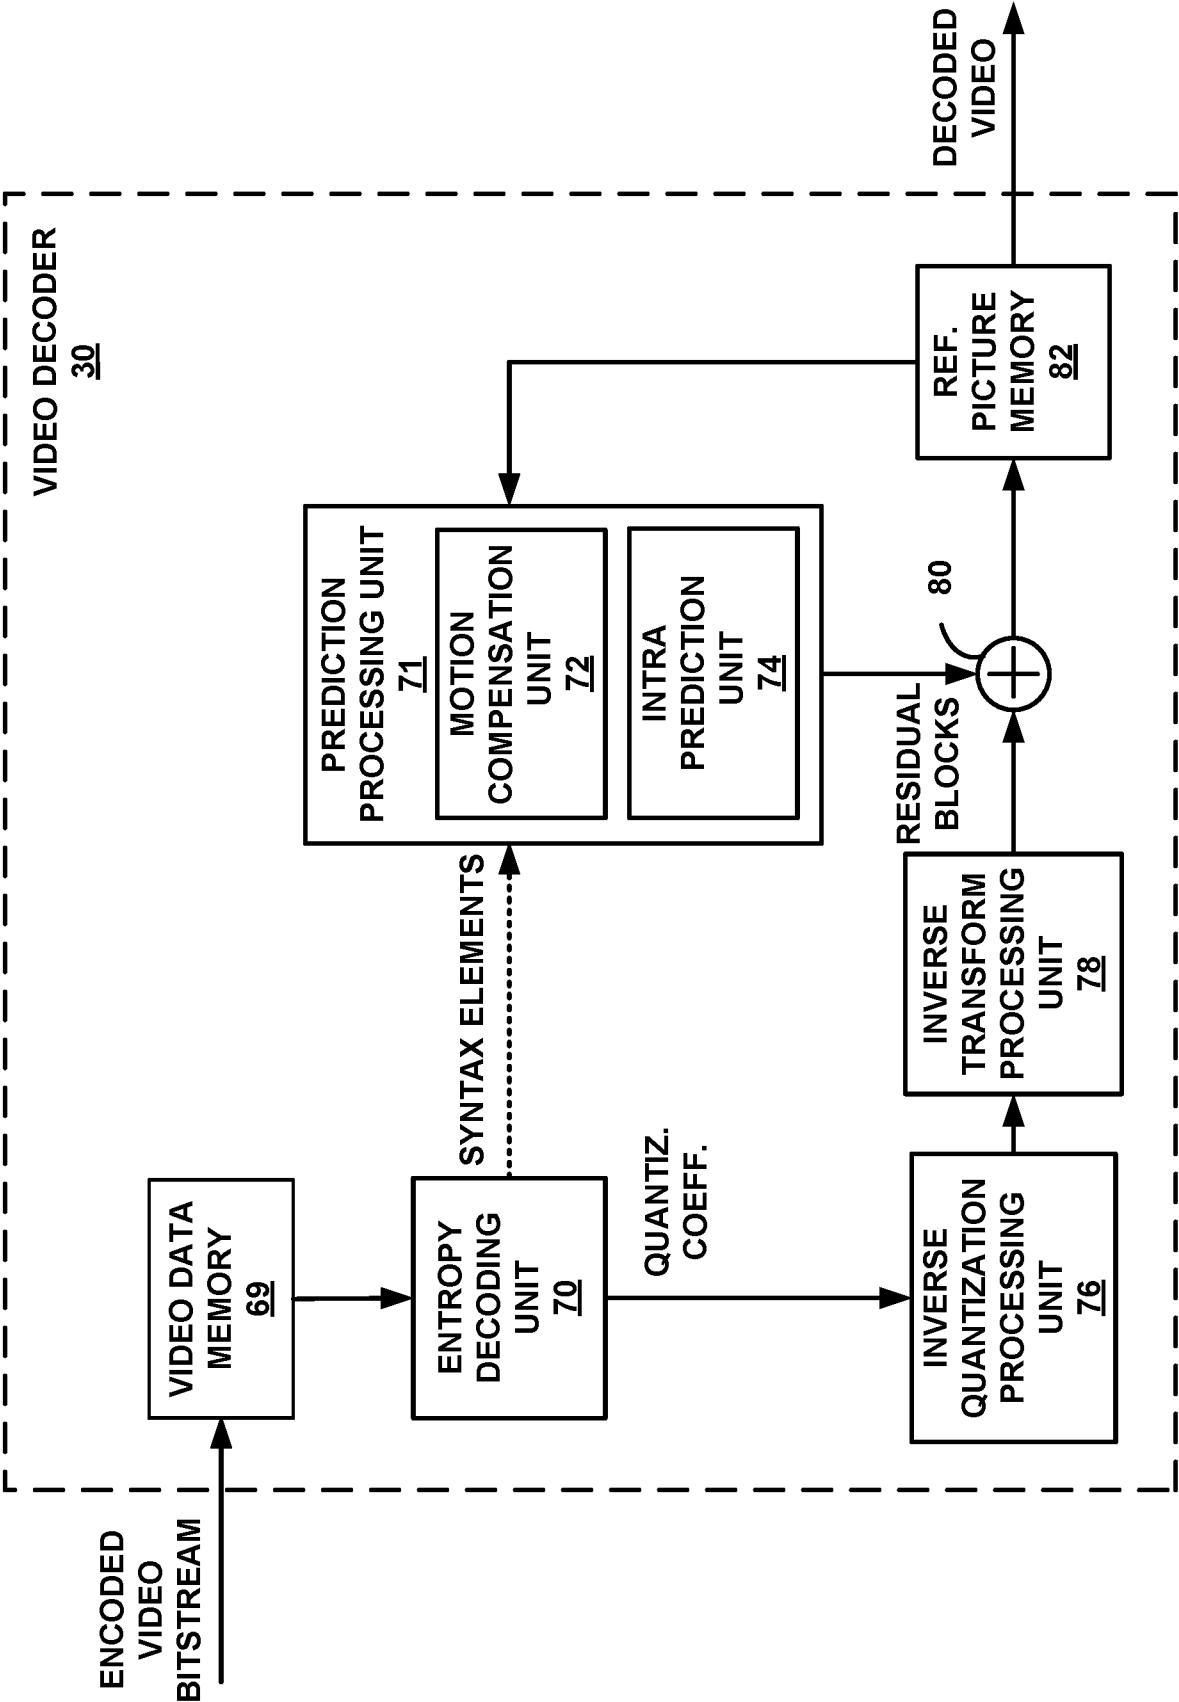 VIDEO DECODER
30
ENCODED
VIDEO
BITSTREAM
VIDEO DATA
MEMORY
69
ENTROPY
DECODING
UNIT
70
SYNTAX ELEMENTS
QUANTIZ.
COEFF.
PREDICTION
PROCESSING UNIT
71
MOTION
COMPENSATION
UNIT
72
INTRA
PREDICTION
UNIT
74
INVERSE
QUANTIZATION
PROCESSING
UNIT
76
INVERSE
TRANSFORM
PROCESSING
UNIT
78
RESIDUAL
BLOCKS
80
REF.
PICTURE
MEMORY
82
DECODED
VIDEO